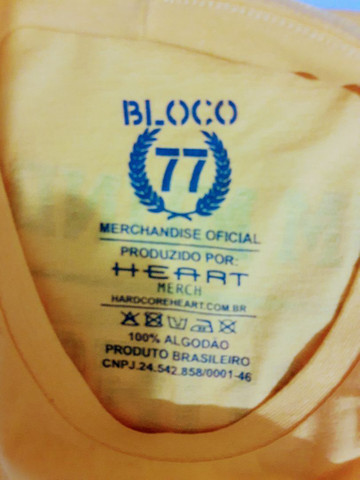 BLOCO
77
MERCHANDISE OFICIAL
PRODUZIDO POR:
HEART
MERCH
HARDCOREHEART.COM.BR
100% ALGODÃO
PRODUTO BRASILEIRO
CNPJ.24.542.858/0001-46